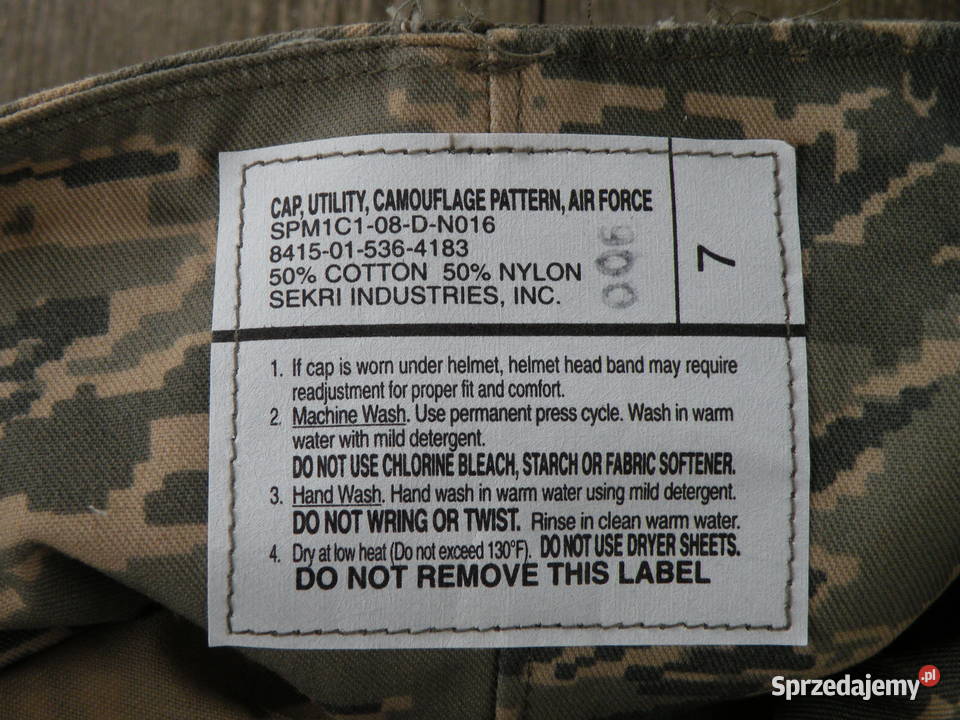 CAP, UTILITY, CAMOUFLAGE PATTERN, AIR FORCE
SPM1C1-08-D-N016
8415-01-536-4183
50% COTTON 50% NYLON
SEKRI INDUSTRIES, INC.
006
7
1. If cap is worn under helmet, helmet head band may require
readjustment for proper fit and comfort.
2. Machine Wash. Use permanent press cycle. Wash in warm
water with mild detergent.
DO NOT USE CHLORINE BLEACH, STARCH OR FABRIC SOFTENER.
3. Hand Wash. Hand wash in warm water using mild detergent.
DO NOT WRING OR TWIST. Rinse in clean warm water.
4. Dry at low heat (Do not exceed 130°F). DO NOT USE DRYER SHEETS.
DO NOT REMOVE THIS LABEL
Sprzedajemy.pl